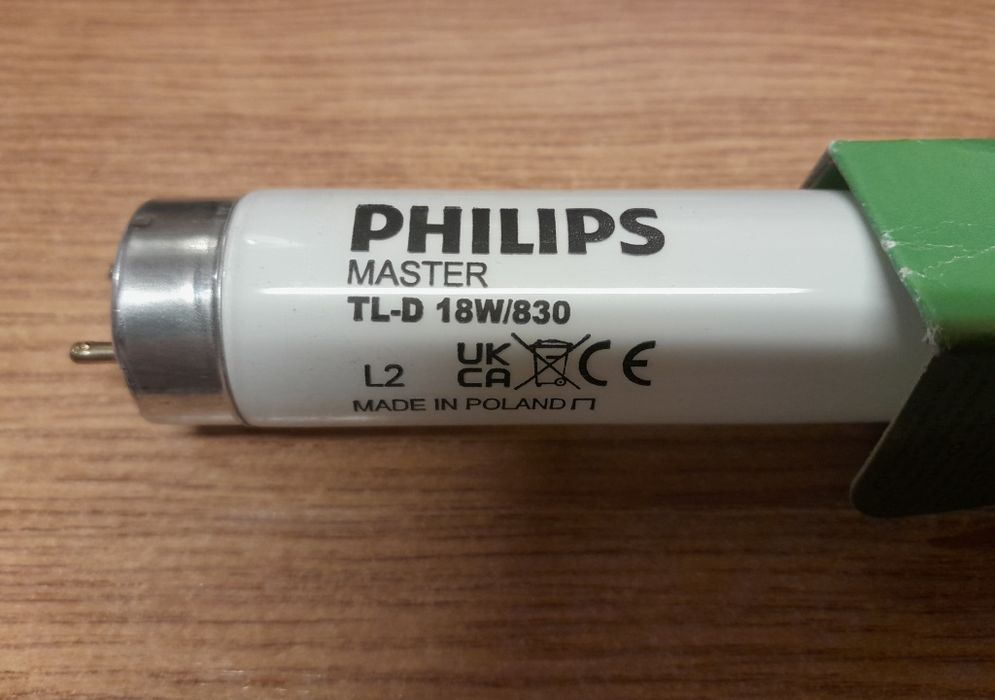 PHILIPS
MASTER
TL-D 18W/830
L2 UK CA CE
MADE IN POLAND